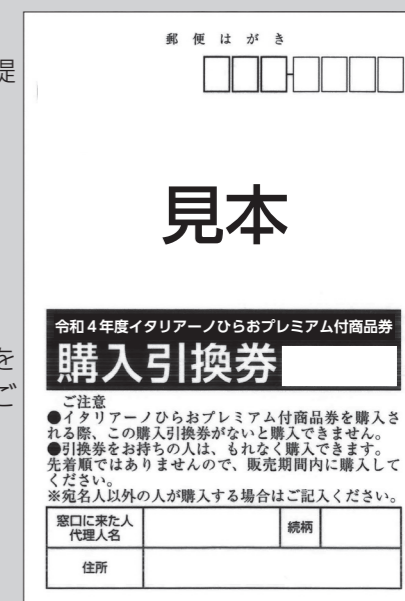 郵便はがき
見本
令和4年度イタリアーノひらおプレミアム付商品券
購入引換券
ご注意
●イタリアーノひらおプレミアム付商品券を購入さ
れる際、この購入引換券がないと購入できません。
●引換券をお持ちの人は、もれなく購入できます。
先着順ではありませんので、販売期間内に購入して
ください。
※宛名人以外の人が購入する場合はご記入ください。
窓口に来た人
代理人名
続柄
住所
提
を
ご